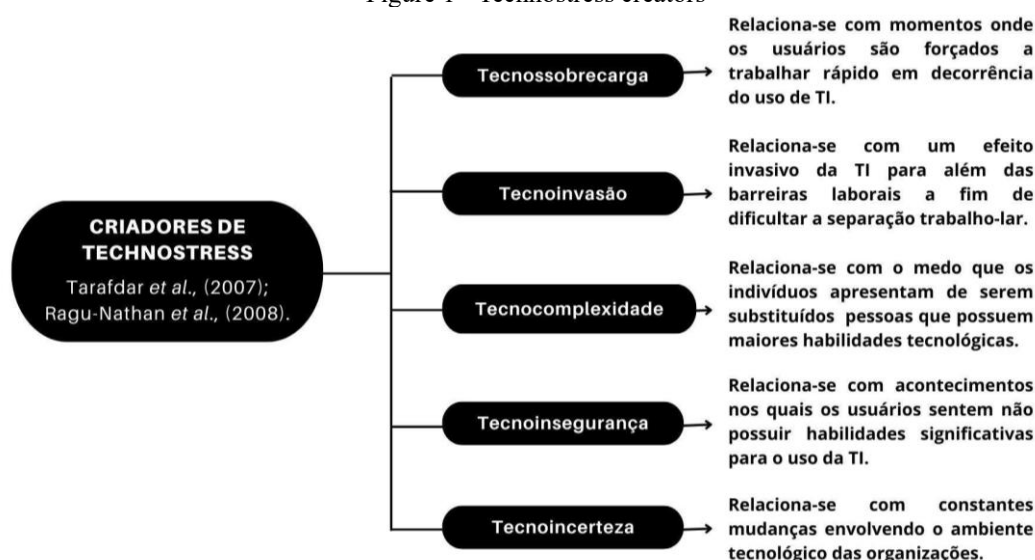 Figure 1 – Technostress creators
Relaciona-se com momentos onde
os usuários são forçados a
trabalhar rápido em decorrência
do uso de TI.
Tecnossobrecarga
Relaciona-se com um efeito
invasivo da TI para além das
barreiras laborais a fim de
dificultar a separação trabalho-lar.
Tecnoinvasão
CRIADORES DE
TECHNOSTRESS
Tarafdar et al., (2007);
Ragu-Nathan et al., (2008).
Relaciona-se com o medo que os
indivíduos apresentam de serem
substituídos pessoas que possuem
maiores habilidades tecnológicas.
Tecnocomplexidade
Relaciona-se com acontecimentos
nos quais os usuários sentem não
possuir habilidades significativas
para o uso da TI.
Tecnoinsegurança
Relaciona-se com constantes
mudanças envolvendo o ambiente
tecnológico das organizações.
Tecnoincerteza